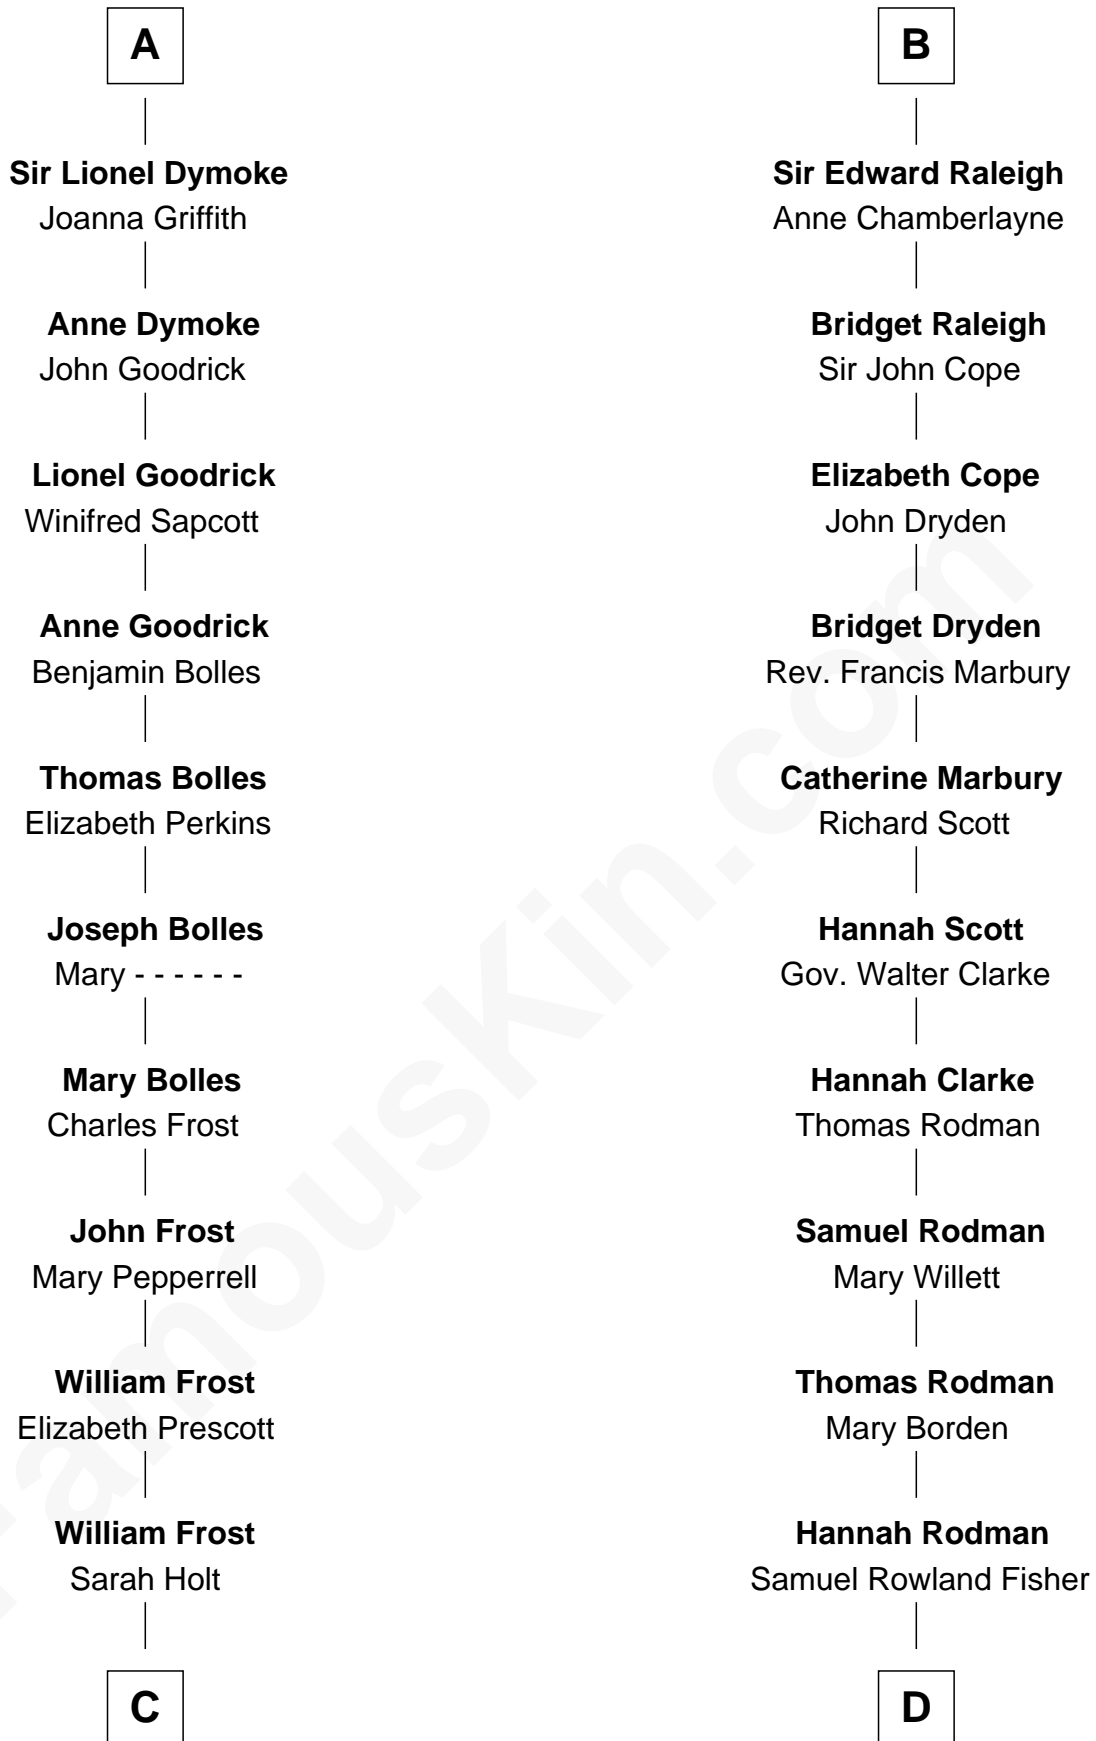 A
Sir Lionel Dymoke
Joanna Griffith
Anne Dymoke
John Goodrick
Lionel Goodrick
Winifred Sapcott
Anne Goodrick
Benjamin Bolles
Thomas Bolles
Elizabeth Perkins
Joseph Bolles
Mary - - - - - -
Mary Bolles
Charles Frost
John Frost
Mary Pepperrell
William Frost
Elizabeth Prescott
William Frost
Sarah Holt
C
B
Sir Edward Raleigh
Anne Chamberlayne
Bridget Raleigh
Sir John Cope
Elizabeth Cope
John Dryden
Bridget Dryden
Rev. Francis Marbury
Catherine Marbury
Richard Scott
Hannah Scott
Gov. Walter Clarke
Hannah Clarke
Thomas Rodman
Samuel Rodman
Mary Willett
Thomas Rodman
Mary Borden
Hannah Rodman
Samuel Rowland Fisher
D
FamousKin.com